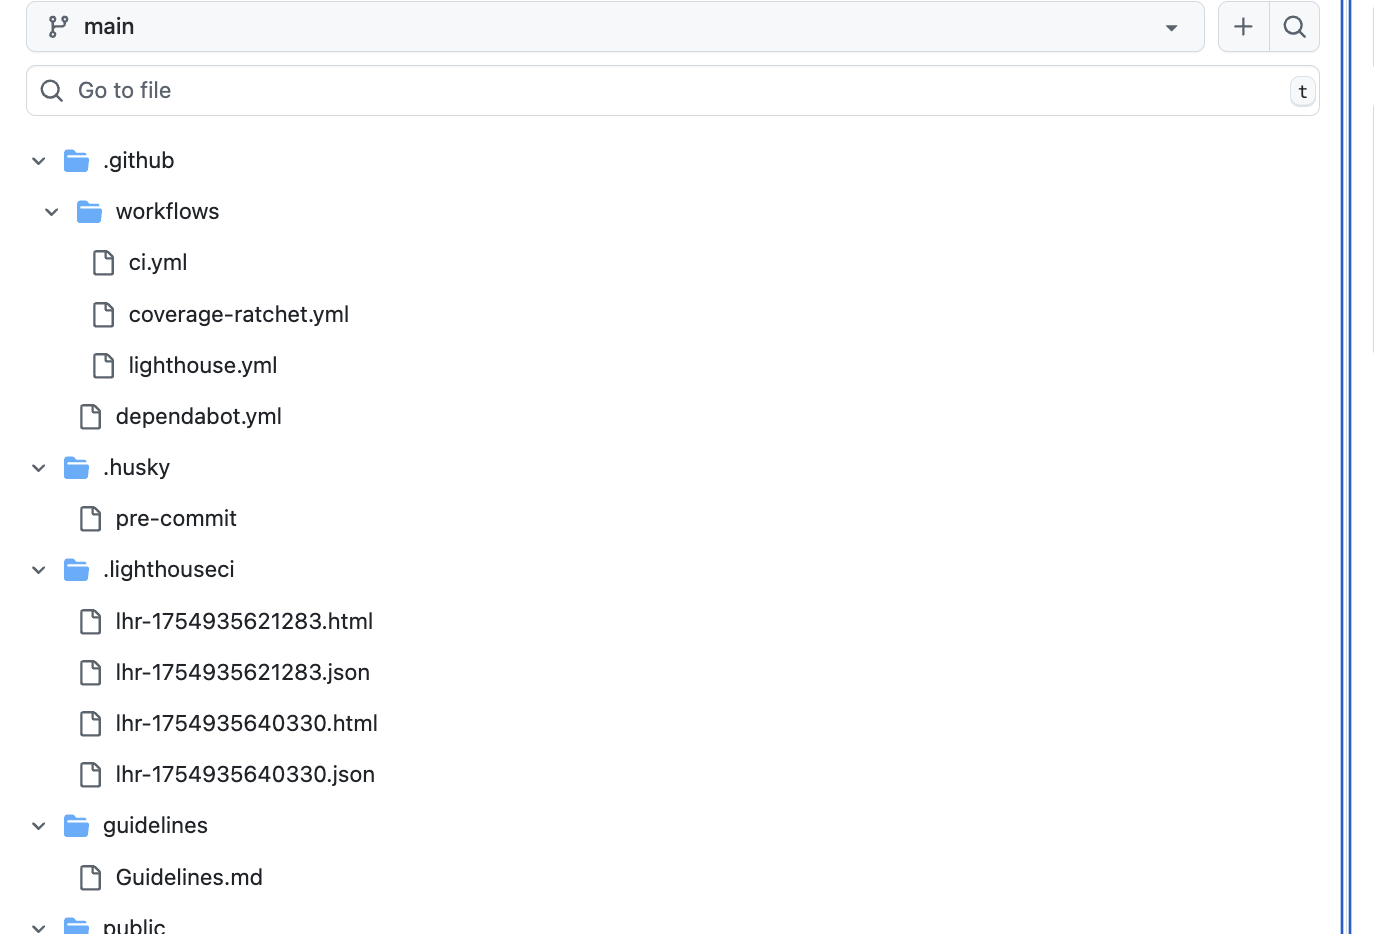 main
Go to file
t
.github
workflows
ci.yml
coverage-ratchet.yml
lighthouse.yml
dependabot.yml
.husky
pre-commit
.lighthouseci
lhr-1754935621283.html
lhr-1754935621283.json
lhr-1754935640330.html
lhr-1754935640330.json
guidelines
Guidelines.md
public